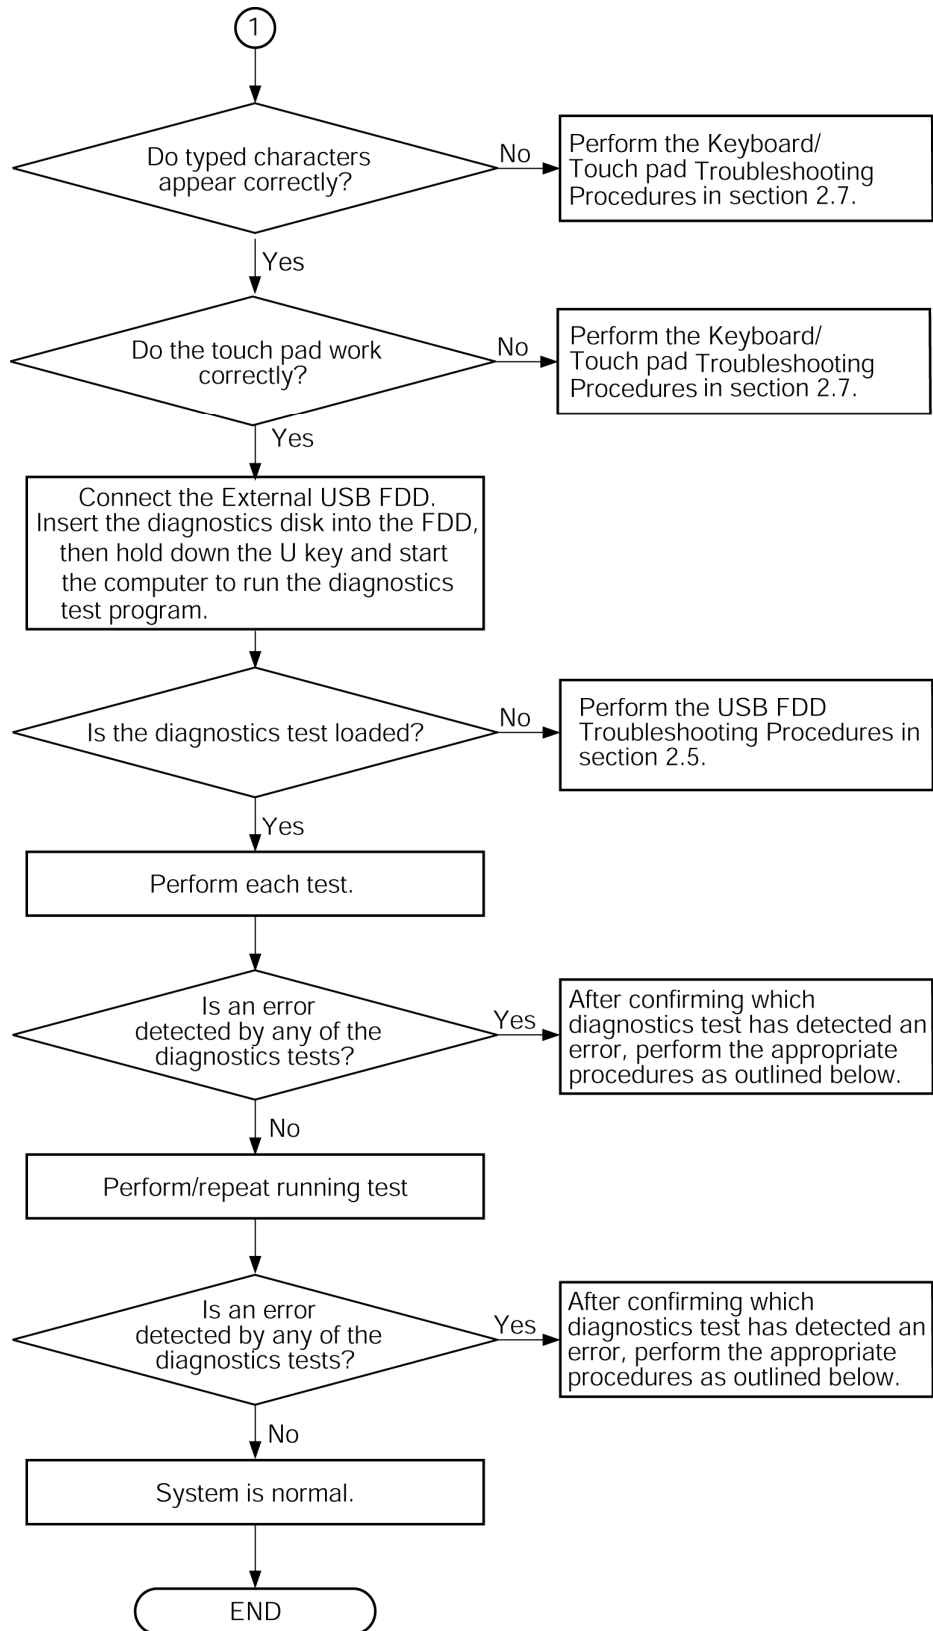 1
Do typed characters
appear correctly?
No
Perform the Keyboard/
Touch pad Troubleshooting
Procedures in section 2.7.
Yes
Do the touch pad work
correctly?
No
Perform the Keyboard/
Touch pad Troubleshooting
Procedures in section 2.7.
Yes
Connect the External USB FDD.
Insert the diagnostics disk into the FDD,
then hold down the U key and start
the computer to run the diagnostics
test program.
Is the diagnostics test loaded?
No
Perform the USB FDD
Troubleshooting Procedures in
section 2.5.
Yes
Perform each test.
Is an error
detected by any of the
diagnostics tests?
Yes
After confirming which
diagnostics test has detected an
error, perform the appropriate
procedures as outlined below.
No
Perform/repeat running test
Is an error
detected by any of the
diagnostics tests?
Yes
After confirming which
diagnostics test has detected an
error, perform the appropriate
procedures as outlined below.
No
System is normal.
END